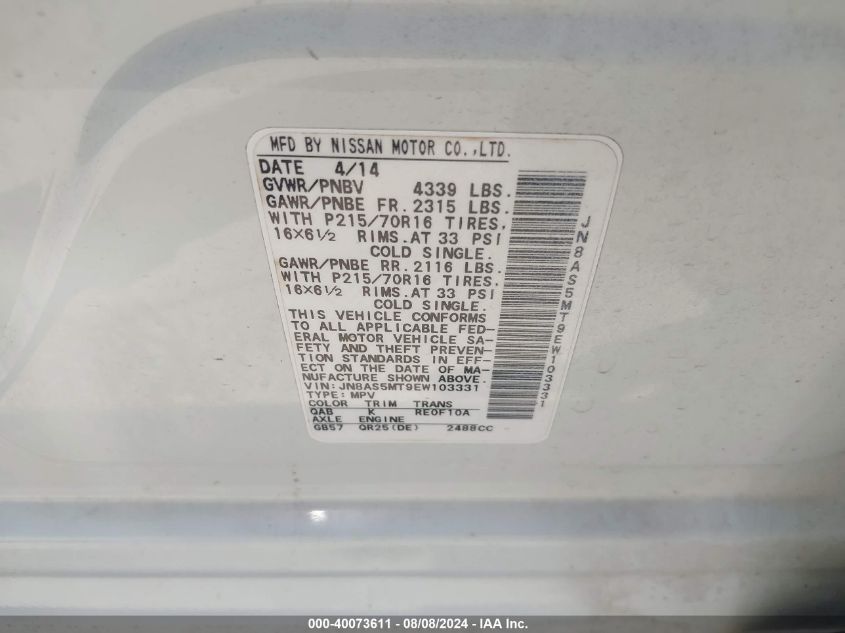 MFD BY NISSAN MOTOR CO.,LTD.
DATE 4/14
GVWR/PNBV 4339 LBS.
GAWR/PNBE FR. 2315 LBS.
WITH P215/70R16 TIRES,
16X6½ RIMS.AT 33 PSI
COLD SINGLE.
GAWR/PNBE RR. 2116 LBS.
WITH P215/70R16 TIRES,
16X6½ RIMS.AT 33 PSI
COLD SINGLE.
THIS VEHICLE CONFORMS
TO ALL APPLICABLE FED-
ERAL MOTOR VEHICLE SA-
FETY AND THEFT PREVEN-
TION STANDARDS IN EFF-
ECT ON THE DATE OF MA-
NUFACTURE SHOWN ABOVE.
VIN: JN8AS5MT9EW103331
TYPE: MPV
COLOR TRIM TRANS
QAB K RE0F10A
AXLE ENGINE
GB57 QR25(DE) 2488CC
JN8AS5MT9EW103331
000-40073611 - 08/08/2024 - IAA Inc.